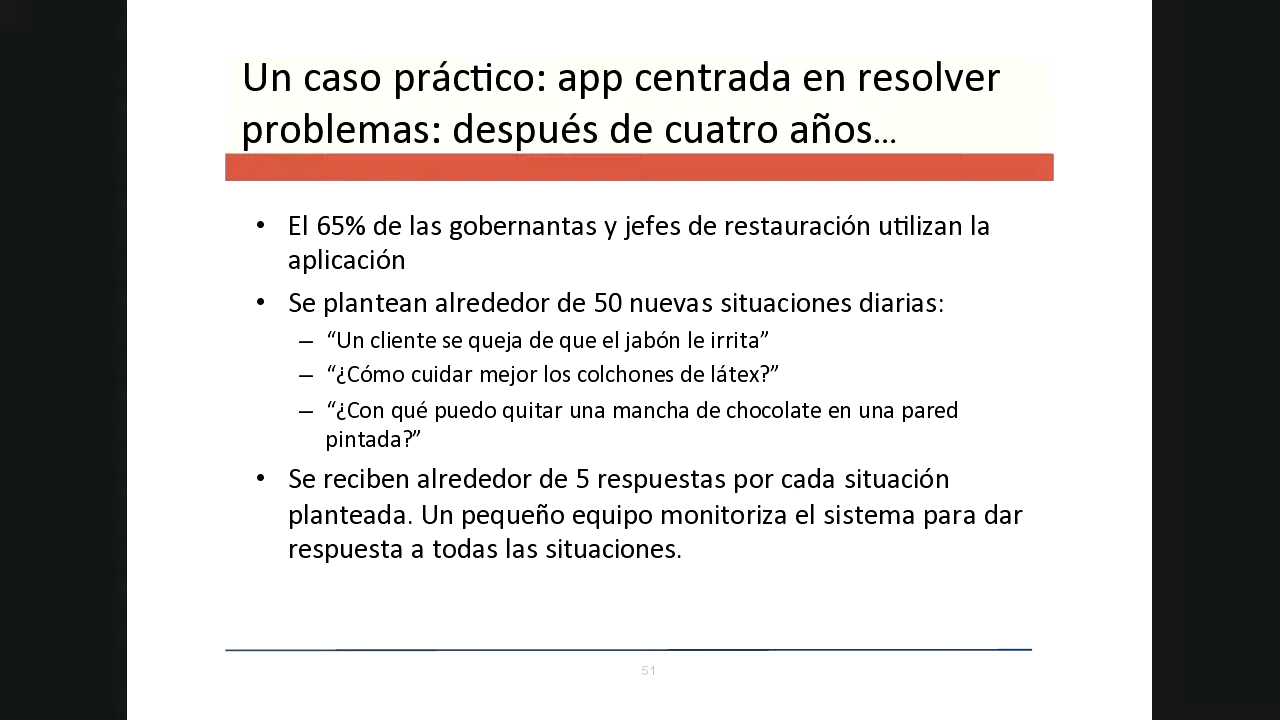 Un caso práctico: app centrada en resolver
problemas: después de cuatro años...
• El 65% de las gobernantas y jefes de restauración utilizan la
aplicación
• Se plantean alrededor de 50 nuevas situaciones diarias:
– “Un cliente se queja de que el jabón le irrita”
– “¿Cómo cuidar mejor los colchones de látex?”
– “¿Con qué puedo quitar una mancha de chocolate en una pared
pintada?”
• Se reciben alrededor de 5 respuestas por cada situación
planteada. Un pequeño equipo monitoriza el sistema para dar
respuesta a todas las situaciones.
51